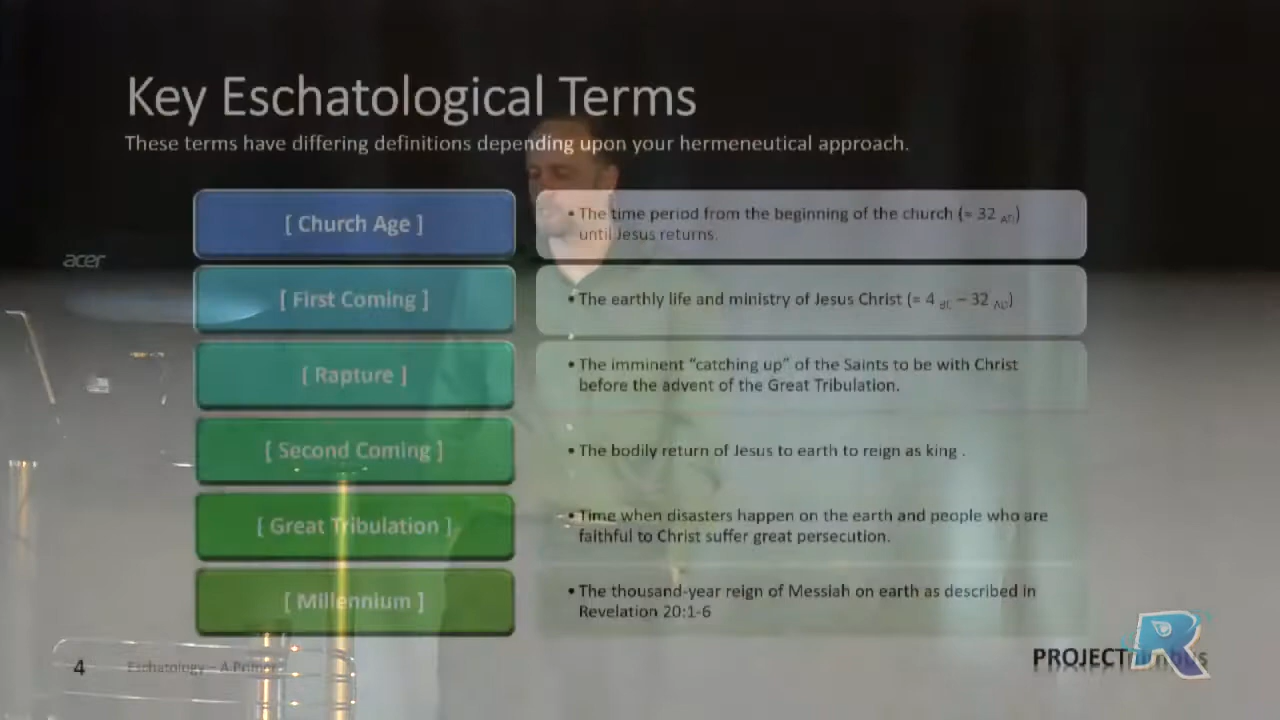 Key Eschatological Terms
These terms have differing definitions depending upon your hermeneutical approach.
[ Church Age ]
• The time period from the beginning of the church (≈ 32 AD)
until Jesus returns.
acer
[ First Coming ]
• The earthly life and ministry of Jesus Christ (≈ 4 BC – 32 AD)
[ Rapture ]
• The imminent “catching up” of the Saints to be with Christ
before the advent of the Great Tribulation.
[ Second Coming ]
• The bodily return of Jesus to earth to reign as king .
[ Great Tribulation ]
• Time when disasters happen on the earth and people who are
faithful to Christ suffer great persecution.
[ Millennium ]
• The thousand-year reign of Messiah on earth as described in
Revelation 20:1-6
4
Eschatology – A Primer
PROJECT
R